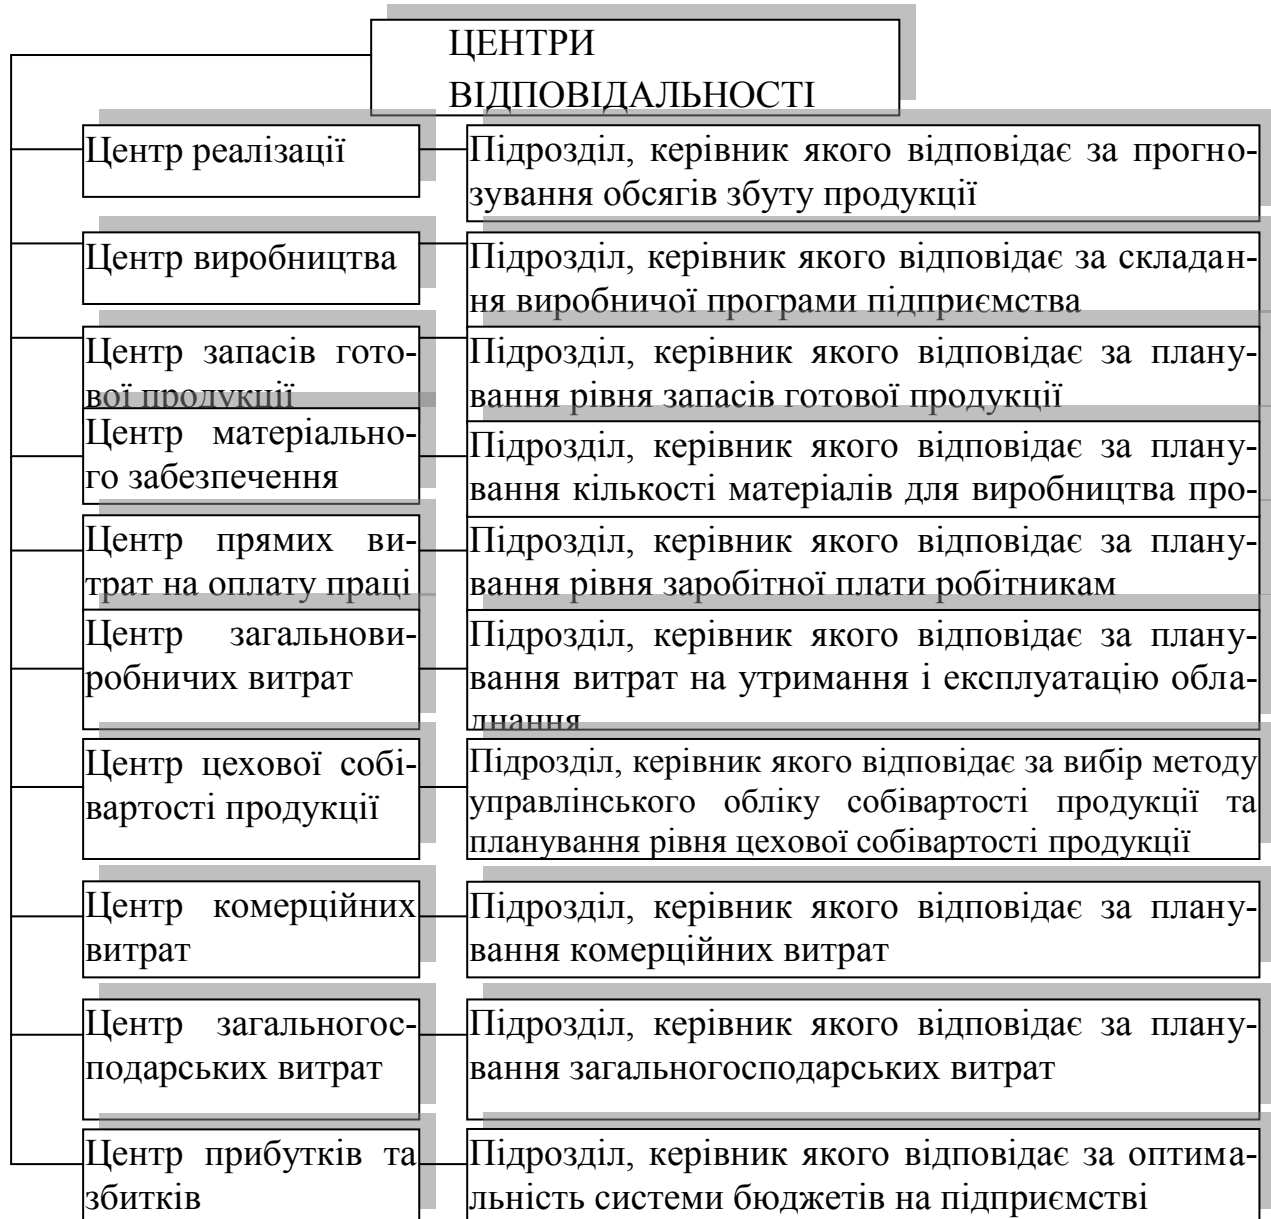 ЦЕНТРИ
ВІДПОВІДАЛЬНОСТІ
Центр реалізації
Підрозділ, керівник якого відповідає за прогно-
зування обсягів збуту продукції
Центр виробництва
Підрозділ, керівник якого відповідає за складан-
ня виробничої програми підприємства
Центр запасів гото-
вої продукції
Підрозділ, керівник якого відповідає за плану-
вання рівня запасів готової продукції
Центр матеріально-
го забезпечення
Підрозділ, керівник якого відповідає за плану-
вання кількості матеріалів для виробництва про-
Центр прямих ви-
трат на оплату праці
Підрозділ, керівник якого відповідає за плану-
вання рівня заробітної плати робітникам
Центр загальнови-
робничих витрат
Підрозділ, керівник якого відповідає за плану-
вання витрат на утримання і експлуатацію обла-
днання
Центр цехової собі-
вартості продукції
Підрозділ, керівник якого відповідає за вибір методу
управлінського обліку собівартості продукції та
планування рівня цехової собівартості продукції
Центр комерційних
витрат
Підрозділ, керівник якого відповідає за плану-
вання комерційних витрат
Центр загальногос-
подарських витрат
Підрозділ, керівник якого відповідає за плану-
вання загальногосподарських витрат
Центр прибутків та
збитків
Підрозділ, керівник якого відповідає за оптима-
льність системи бюджетів на підприємстві